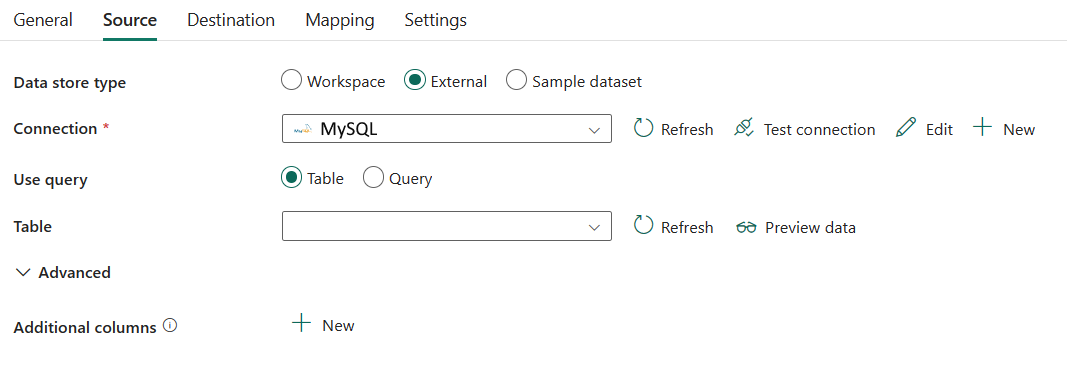 General Source Destination Mapping Settings
Data store type Workspace External Sample dataset
Connection * MySQL Refresh Test connection Edit New
Use query Table Query
Table Refresh Preview data
Advanced
Additional columns New